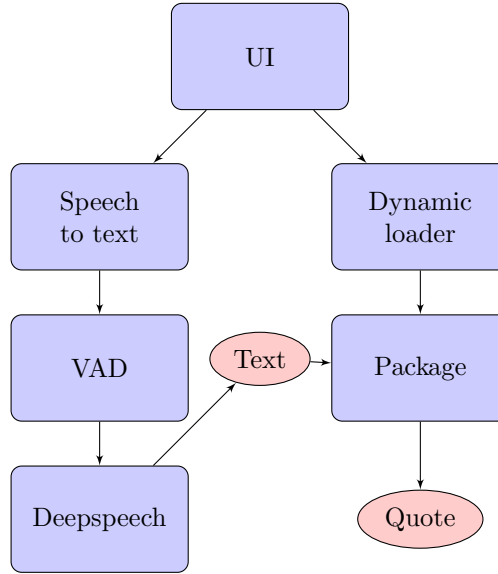 UI
Speech
to text
Dynamic
loader
VAD
Text
Package
Deepspeech
Quote